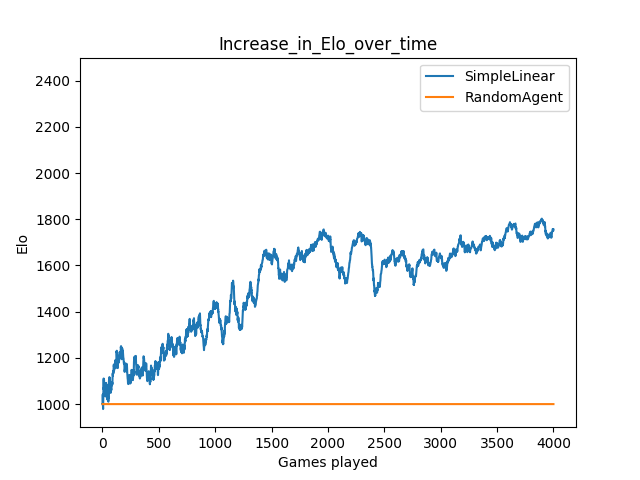 Increase_in_Elo_over_time
SimpleLinear
RandomAgent
2400
2200
2000
1800
1600
1400
1200
1000
Elo
0 500 1000 1500 2000 2500 3000 3500 4000
Games played